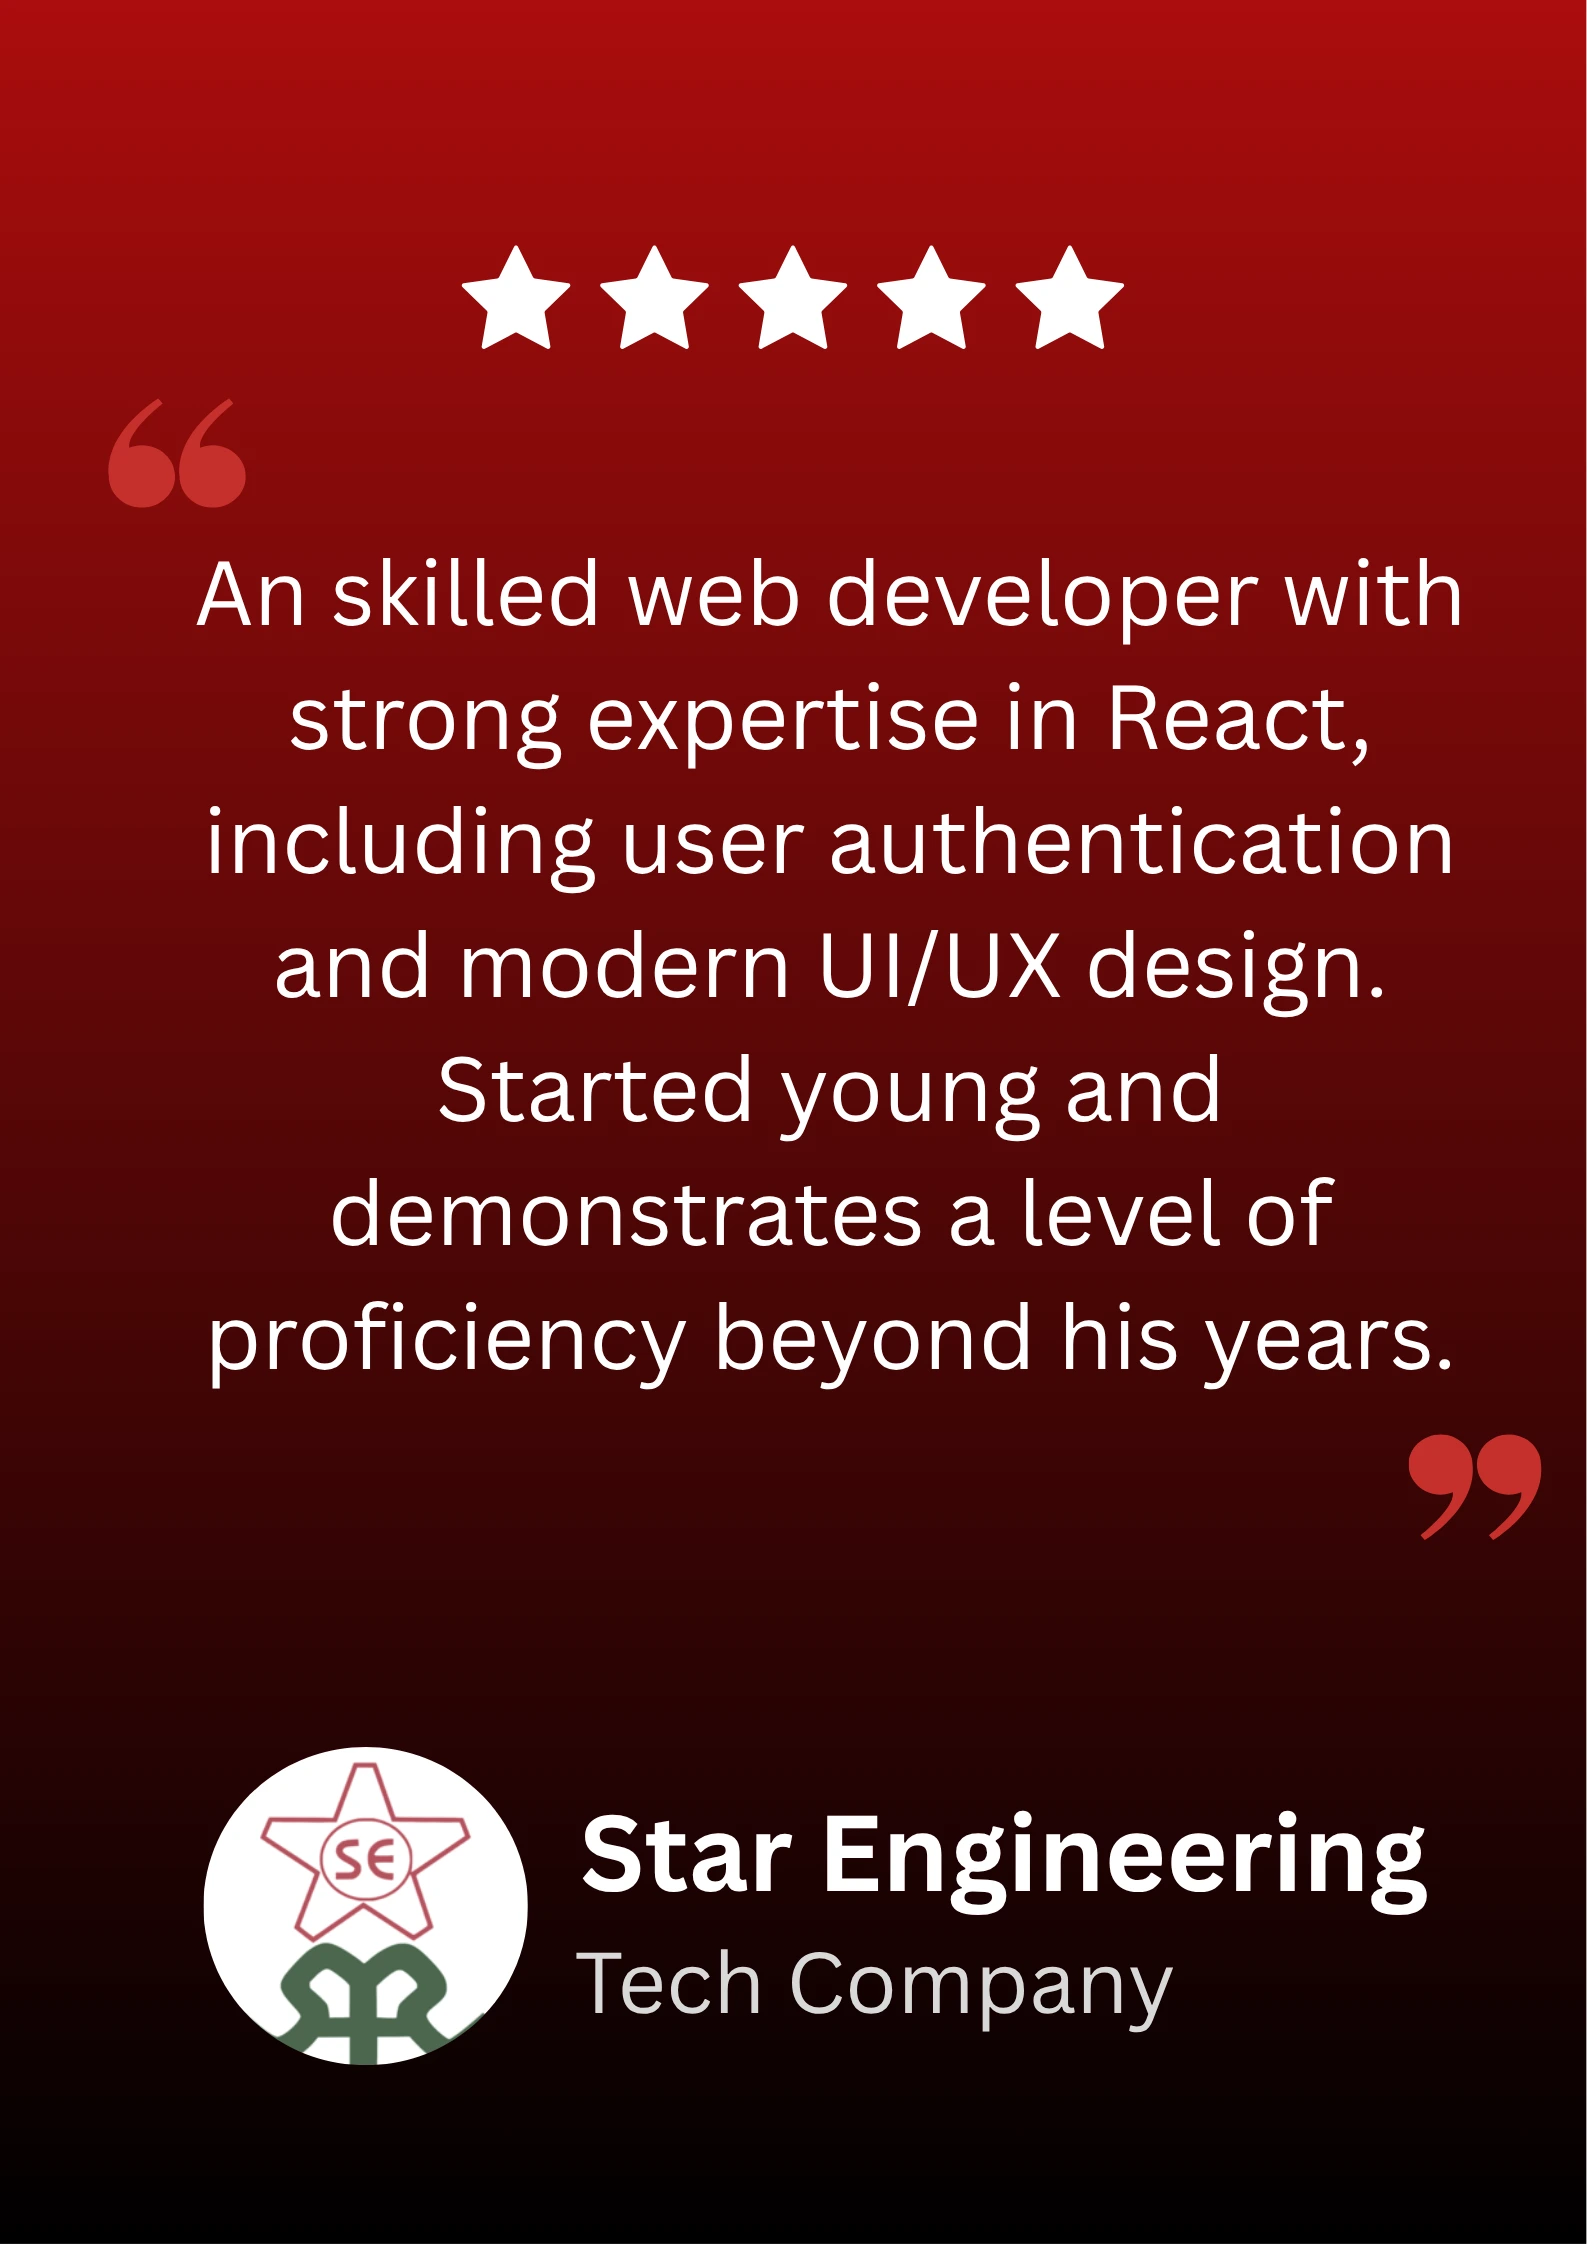 “
An skilled web developer with
strong expertise in React,
including user authentication
and modern UI/UX design.
Started young and
demonstrates a level of
proficiency beyond his years.
”
SE
Star Engineering
Tech Company